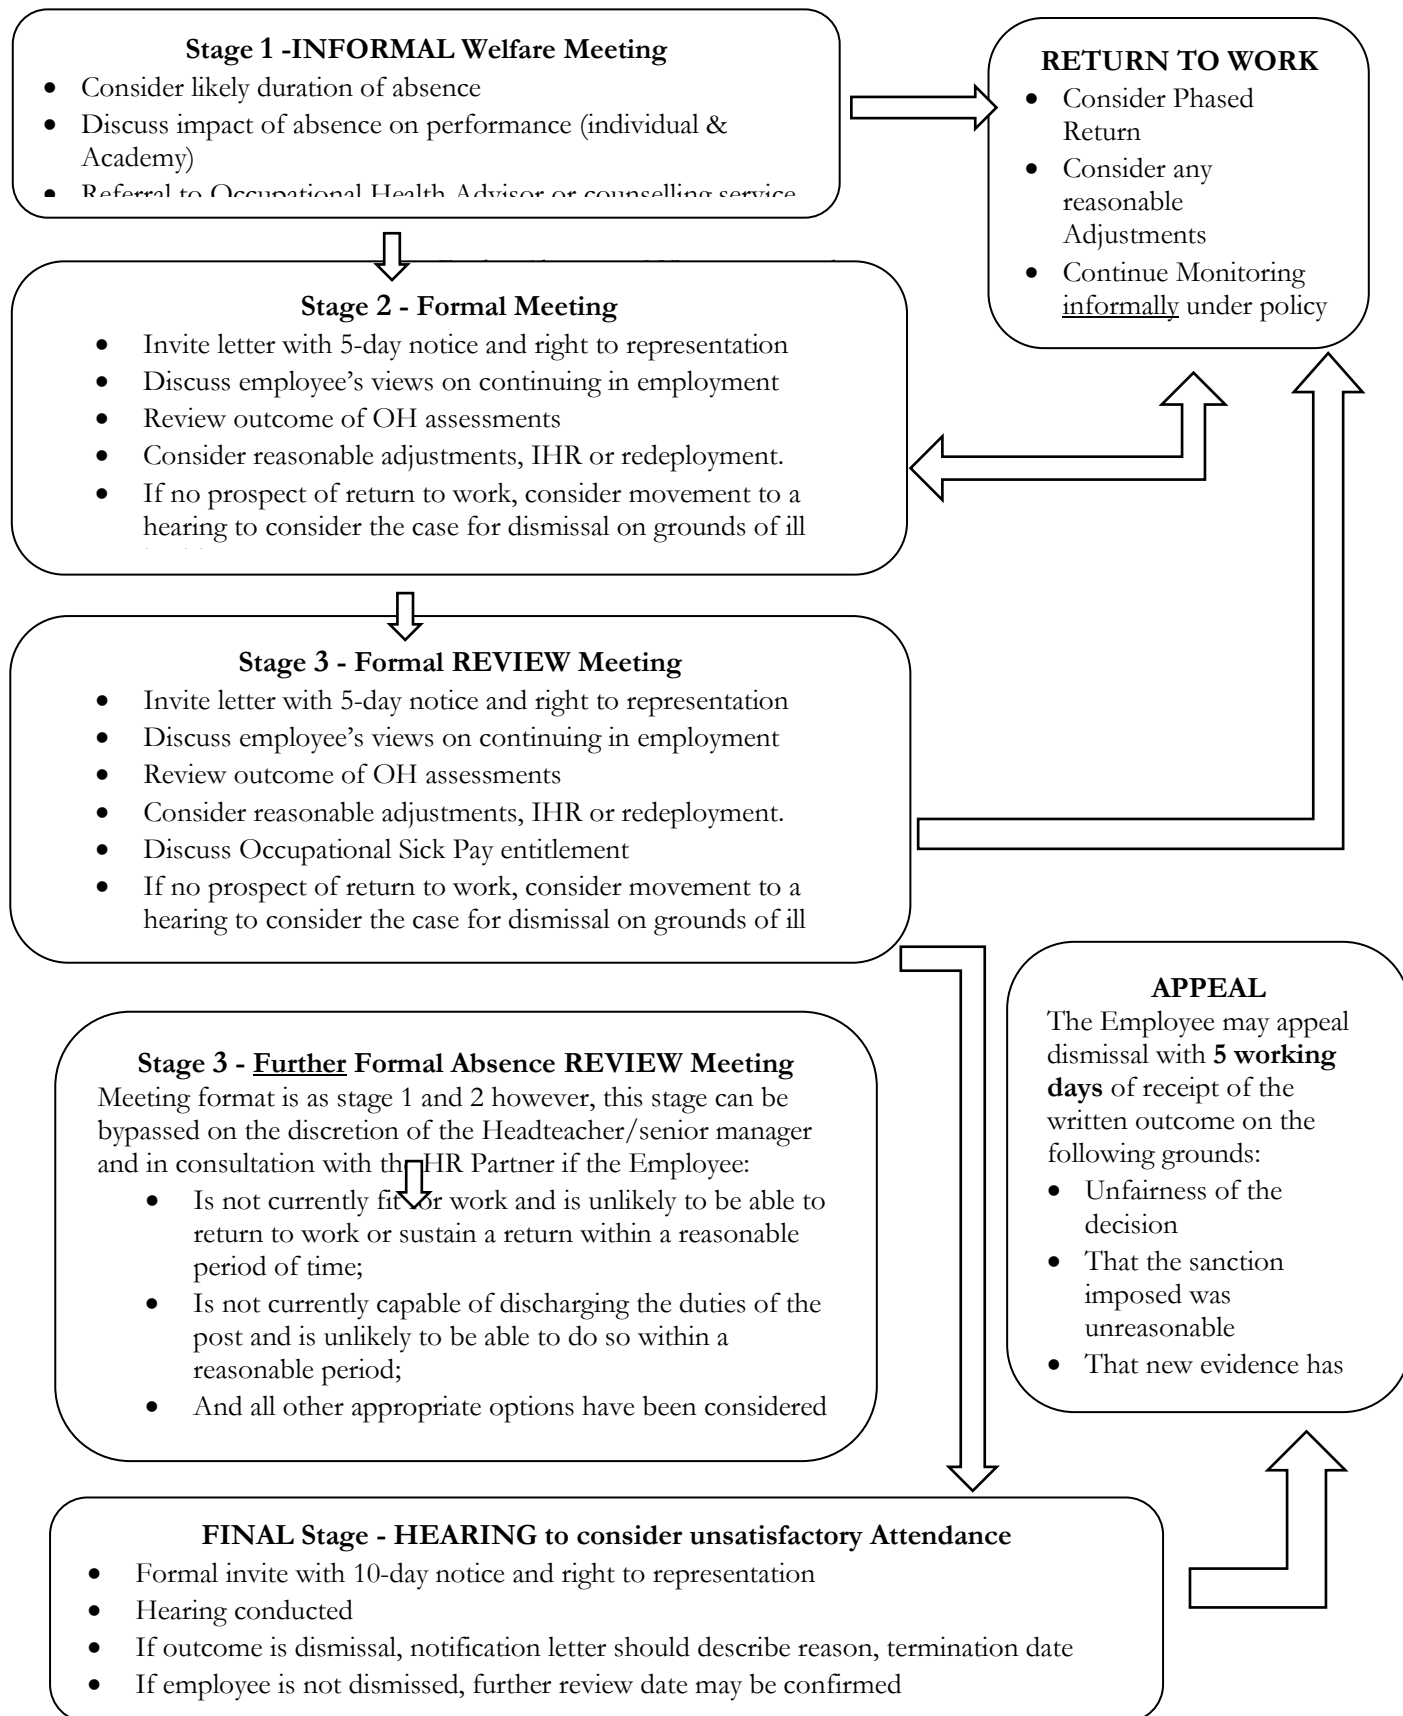 Stage 1 -INFORMAL Welfare Meeting
• Consider likely duration of absence
• Discuss impact of absence on performance (individual &
Academy)
• Referral to Occupational Health Advisor or counselling service
RETURN TO WORK
• Consider Phased
Return
• Consider any
reasonable
Adjustments
• Continue Monitoring
informally under policy
Stage 2 - Formal Meeting
• Invite letter with 5-day notice and right to representation
• Discuss employee’s views on continuing in employment
• Review outcome of OH assessments
• Consider reasonable adjustments, IHR or redeployment.
• If no prospect of return to work, consider movement to a
hearing to consider the case for dismissal on grounds of ill
Stage 3 - Formal REVIEW Meeting
• Invite letter with 5-day notice and right to representation
• Discuss employee’s views on continuing in employment
• Review outcome of OH assessments
• Consider reasonable adjustments, IHR or redeployment.
• Discuss Occupational Sick Pay entitlement
• If no prospect of return to work, consider movement to a
hearing to consider the case for dismissal on grounds of ill
Stage 3 - Further Formal Absence REVIEW Meeting
Meeting format is as stage 1 and 2 however, this stage can be
bypassed on the discretion of the Headteacher/senior manager
and in consultation with the HR Partner if the Employee:
• Is not currently fit for work and is unlikely to be able to
return to work or sustain a return within a reasonable
period of time;
• Is not currently capable of discharging the duties of the
post and is unlikely to be able to do so within a
reasonable period;
• And all other appropriate options have been considered
APPEAL
The Employee may appeal
dismissal with 5 working
days of receipt of the
written outcome on the
following grounds:
• Unfairness of the
decision
• That the sanction
imposed was
unreasonable
• That new evidence has
FINAL Stage - HEARING to consider unsatisfactory Attendance
• Formal invite with 10-day notice and right to representation
• Hearing conducted
• If outcome is dismissal, notification letter should describe reason, termination date
• If employee is not dismissed, further review date may be confirmed